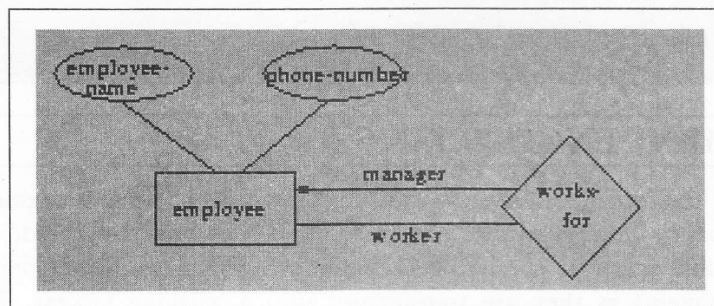 employee-
name
phone-number
manager
employee
works-
for
worker